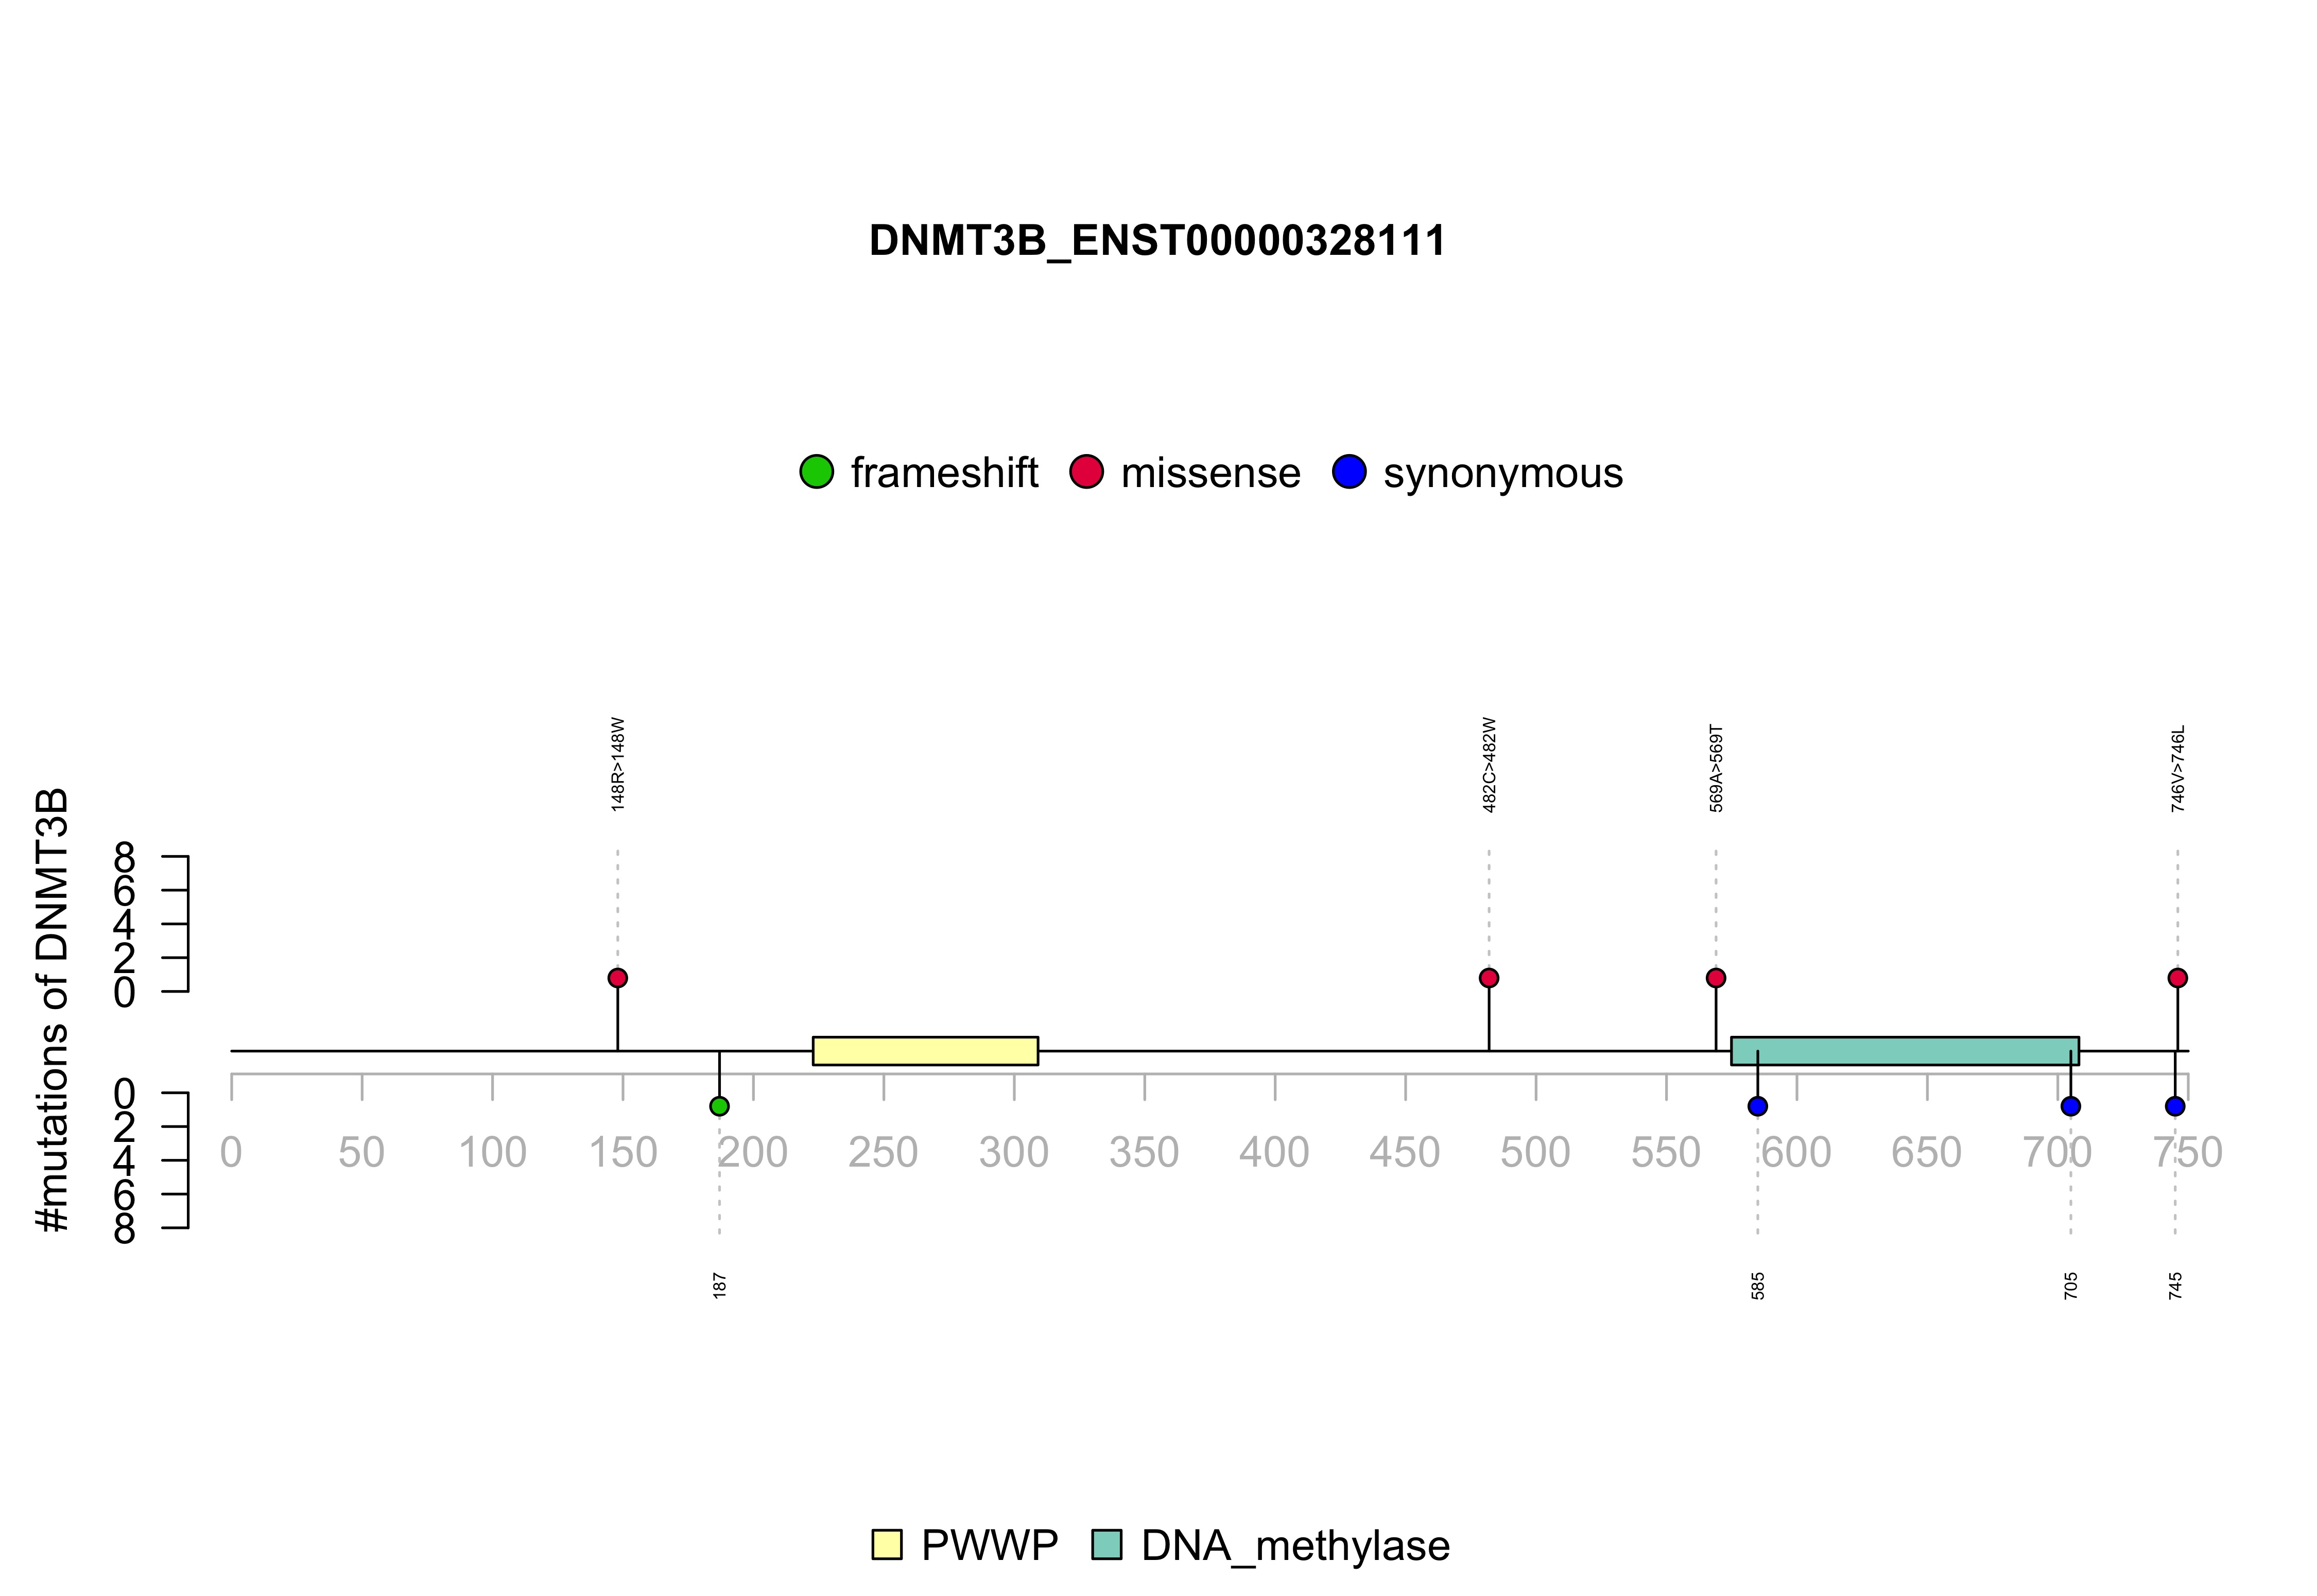 DNMT3B_ENST00000328111
frameshift missense synonymous
148R>148W 482C>482W 569A>569T 746V>746L
#mutations of DNMT3B
8
6
4
2
0
0
2
4
6
8
0 50 100 150 200 250 300 350 400 450 500 550 600 650 700 750
187 585 705 745
PWWP DNA_methylase